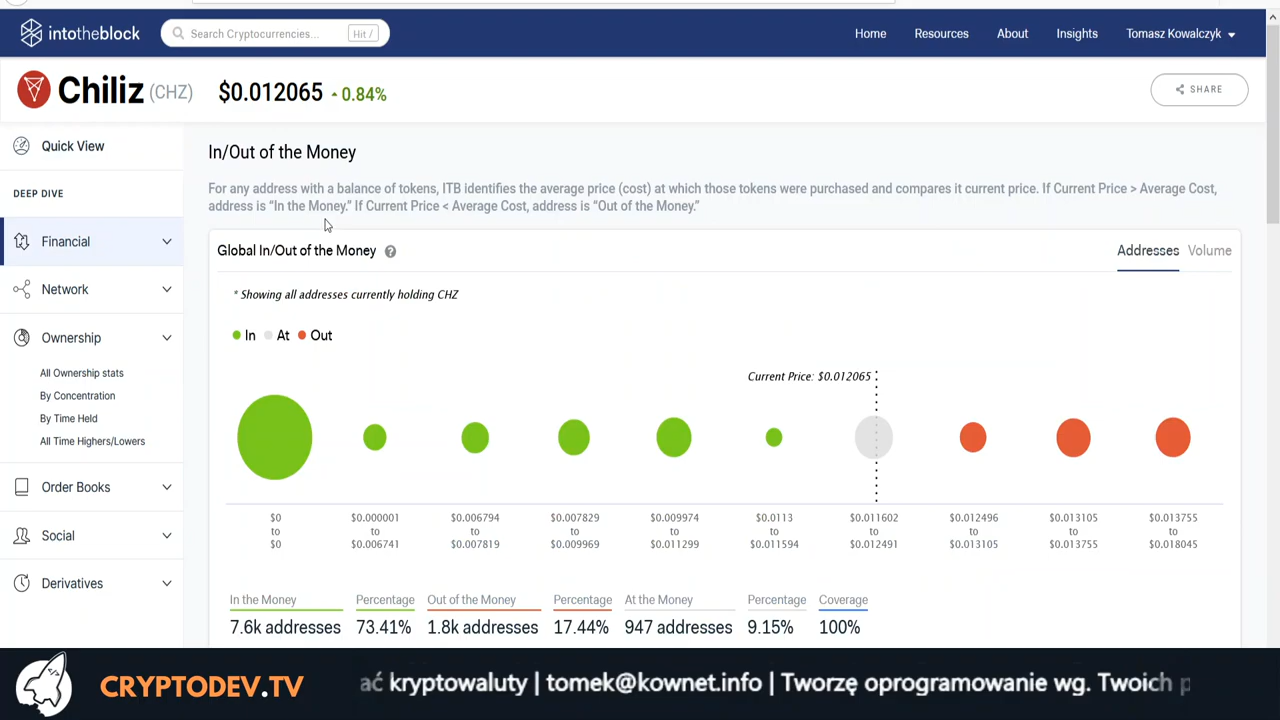 intotheblock
Search Cryptocurrencies...
Hit /
Home
Resources
About
Insights
Tomasz Kowalczyk
Chiliz (CHZ) $0.012065 0.84%
SHARE
Quick View
DEEP DIVE
Financial
Network
Ownership
All Ownership stats
By Concentration
By Time Held
All Time Highers/Lowers
Order Books
Social
Derivatives
In/Out of the Money
For any address with a balance of tokens, ITB identifies the average price (cost) at which those tokens were purchased and compares it current price. If Current Price > Average Cost,
address is “In the Money.” If Current Price < Average Cost, address is “Out of the Money.”
Global In/Out of the Money ?
Addresses Volume
* Showing all addresses currently holding CHZ
In At Out
Current Price: $0.012065
$0
to
$0
$0.000001
to
$0.006741
$0.006794
to
$0.007819
$0.007829
to
$0.009969
$0.009974
to
$0.011299
$0.0113
to
$0.011594
$0.011602
to
$0.012491
$0.012496
to
$0.013105
$0.013105
to
$0.013755
$0.013755
to
$0.018045
In the Money
7.6k addresses
Percentage
73.41%
Out of the Money
1.8k addresses
Percentage
17.44%
At the Money
947 addresses
Percentage
9.15%
Coverage
100%
CRYPTODEV.TV
ać kryptowaluty | tomek@kownet.info | Tworzę oprogramowanie wg. Twoich p